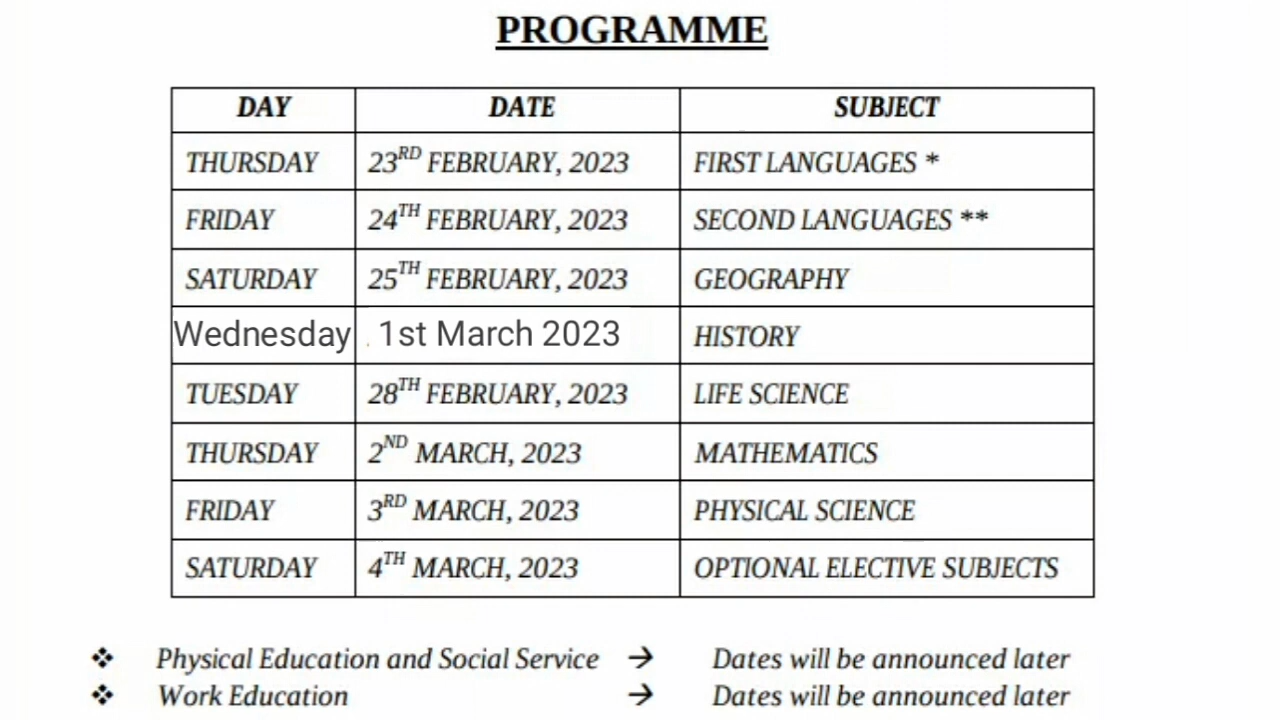 PROGRAMME
DAY DATE SUBJECT
THURSDAY 23RD FEBRUARY, 2023 FIRST LANGUAGES *
FRIDAY 24TH FEBRUARY, 2023 SECOND LANGUAGES **
SATURDAY 25TH FEBRUARY, 2023 GEOGRAPHY
Wednesday 1st March 2023 HISTORY
TUESDAY 28TH FEBRUARY, 2023 LIFE SCIENCE
THURSDAY 2ND MARCH, 2023 MATHEMATICS
FRIDAY 3RD MARCH, 2023 PHYSICAL SCIENCE
SATURDAY 4TH MARCH, 2023 OPTIONAL ELECTIVE SUBJECTS
❖ Physical Education and Social Service → Dates will be announced later
❖ Work Education → Dates will be announced later